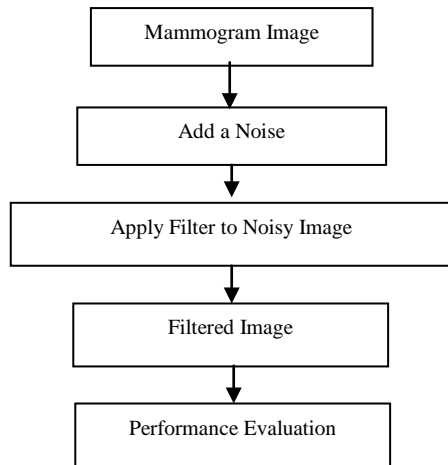 Mammogram Image
Add a Noise
Apply Filter to Noisy Image
Filtered Image
Performance Evaluation